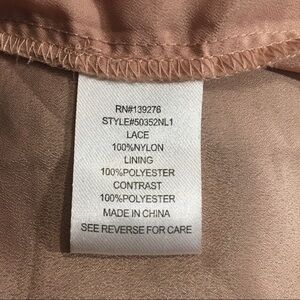 RN#139276
STYLE#50352NL1
LACE
100%NYLON
LINING
100%POLYESTER
CONTRAST
100%POLYESTER
MADE IN CHINA
SEE REVERSE FOR CARE